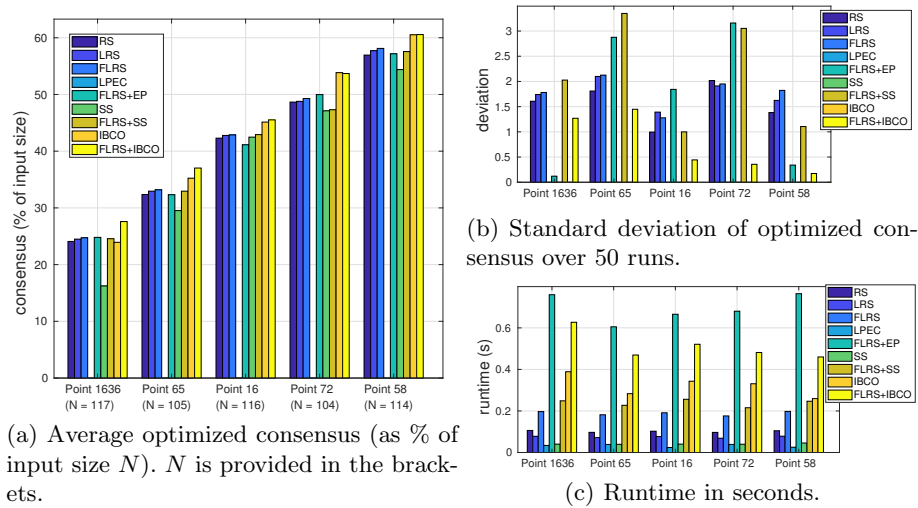 60
50
40
30
20
10
0
consensus (% of input size)
RS
LRS
FLRS
LPEC
FLRS+EP
SS
FLRS+SS
IBCO
FLRS+IBCO
Point 1636 Point 65 Point 16 Point 72 Point 58
(N = 117) (N = 105) (N = 116) (N = 104) (N = 114)
(a) Average optimized consensus (as % of
input size N). N is provided in the brack-
ets.
3
2.5
2
1.5
1
0.5
0
deviation
RS
LRS
FLRS
LPEC
FLRS+EP
SS
FLRS+SS
IBCO
FLRS+IBCO
Point 1636 Point 65 Point 16 Point 72 Point 58
(b) Standard deviation of optimized con-
sensus over 50 runs.
0.6
0.4
0.2
0
runtime (s)
RS
LRS
FLRS
LPEC
FLRS+EP
SS
FLRS+SS
IBCO
FLRS+IBCO
Point 1636 Point 65 Point 16 Point 72 Point 58
(c) Runtime in seconds.